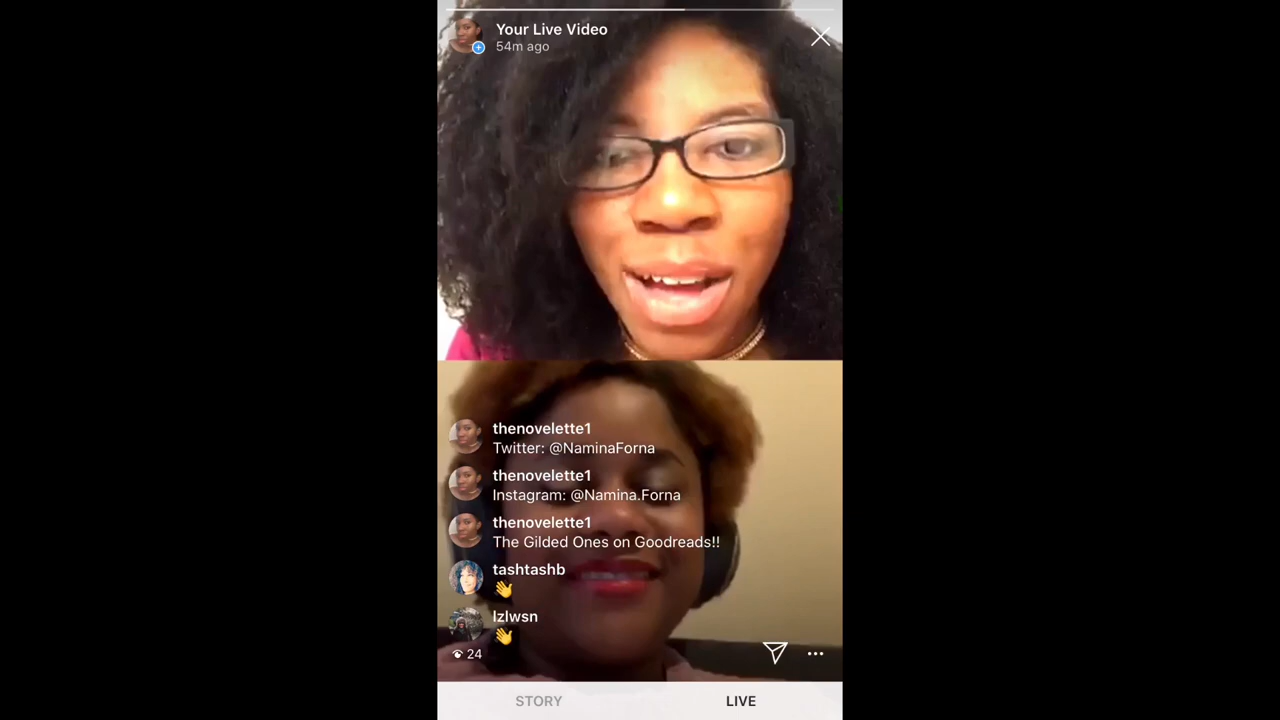 Your Live Video
54m ago
thenovelette1
Twitter: @NaminaForna
thenovelette1
Instagram: @Namina.Forna
thenovelette1
The Gilded Ones on Goodreads!!
tashtashb
👋
lzlwsn
👋
24
STORY LIVE